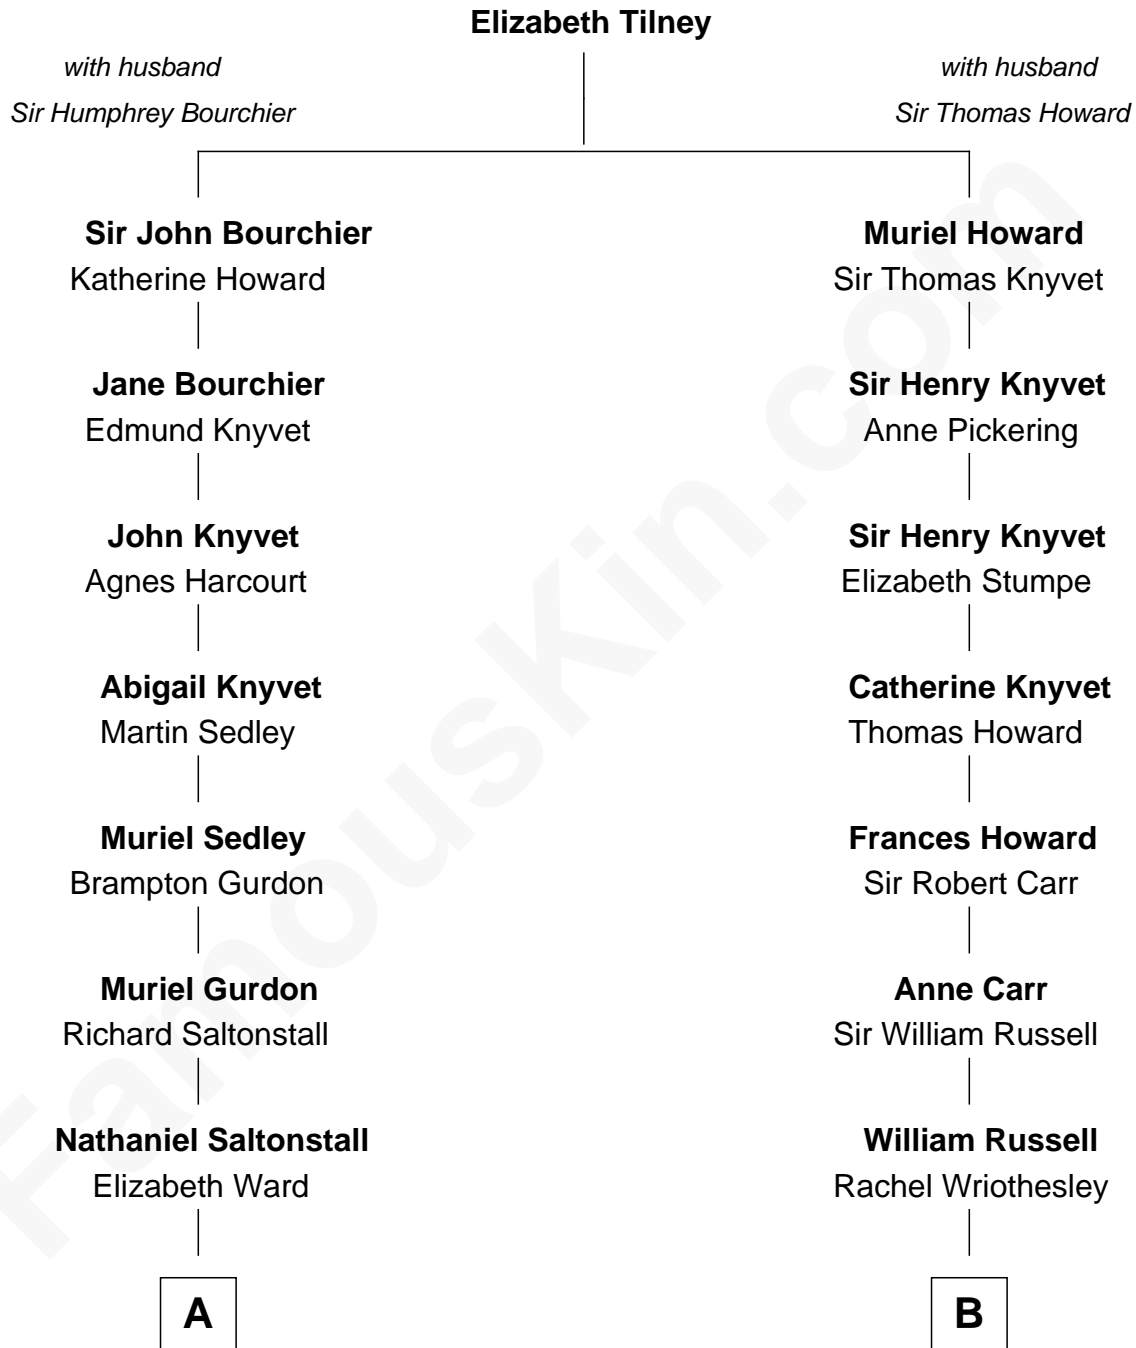 Elizabeth Tilney
with husband
Sir Humphrey Bourchier
with husband
Sir Thomas Howard
Sir John Bourchier
Katherine Howard
Jane Bourchier
Edmund Knyvet
John Knyvet
Agnes Harcourt
Abigail Knyvet
Martin Sedley
Muriel Sedley
Brampton Gurdon
Muriel Gurdon
Richard Saltonstall
Nathaniel Saltonstall
Elizabeth Ward
A
Muriel Howard
Sir Thomas Knyvet
Sir Henry Knyvet
Anne Pickering
Sir Henry Knyvet
Elizabeth Stumpe
Catherine Knyvet
Thomas Howard
Frances Howard
Sir Robert Carr
Anne Carr
Sir William Russell
William Russell
Rachel Wriothesley
B
FamousKin.com